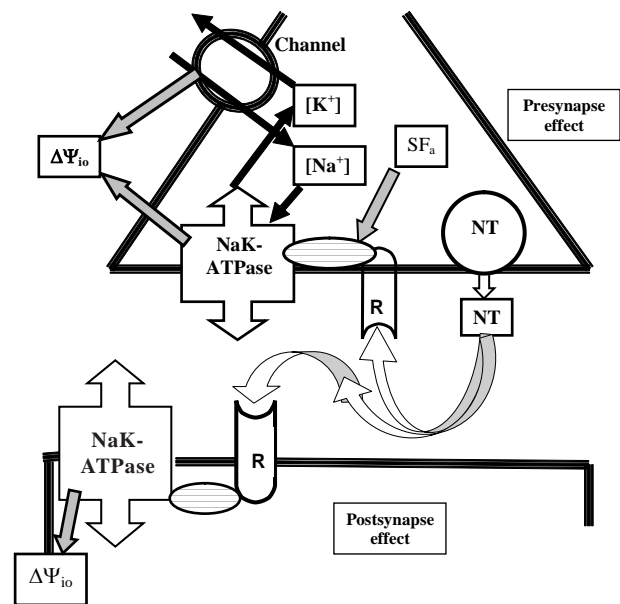 Channel
[K⁺]
Presynapse
effect
SFₐ
ΔΨᵢₒ
[Na⁺]
NaK-
ATPase
NT
R
NT
NaK-
ATPase
R
Postsynapse
effect
ΔΨᵢₒ